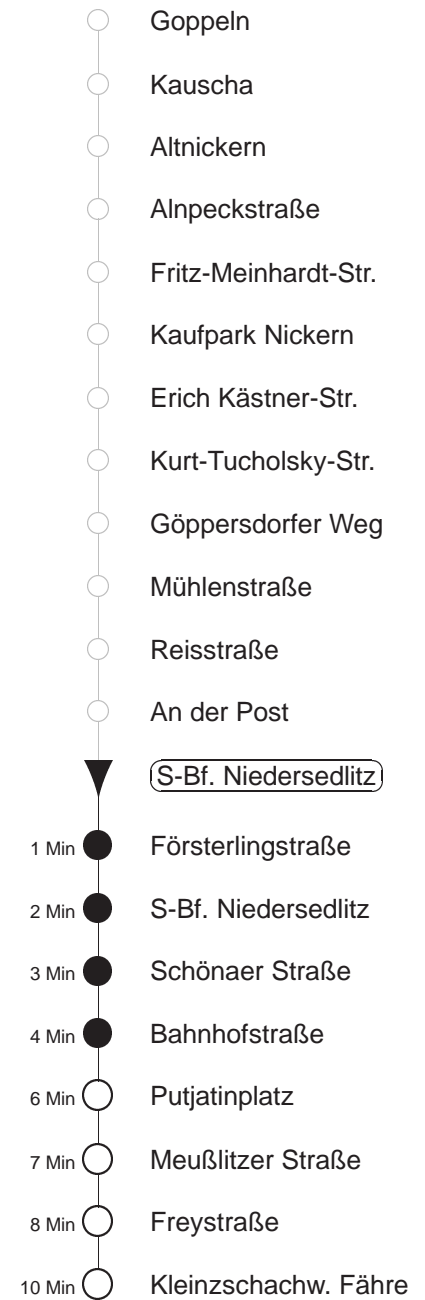 Goppeln
Kauscha
Altnickern
Alnpeckstraße
Fritz-Meinhardt-Str.
Kaufpark Nickern
Erich Kästner-Str.
Kurt-Tucholsky-Str.
Göppersdorfer Weg
Mühlenstraße
Reisstraße
An der Post
S-Bf. Niedersedlitz
1 Min Försterlingstraße
2 Min S-Bf. Niedersedlitz
3 Min Schönaer Straße
4 Min Bahnhofstraße
6 Min Putjatinplatz
7 Min Meußlitzer Straße
8 Min Freystraße
10 Min Kleinzschachw. Fähre